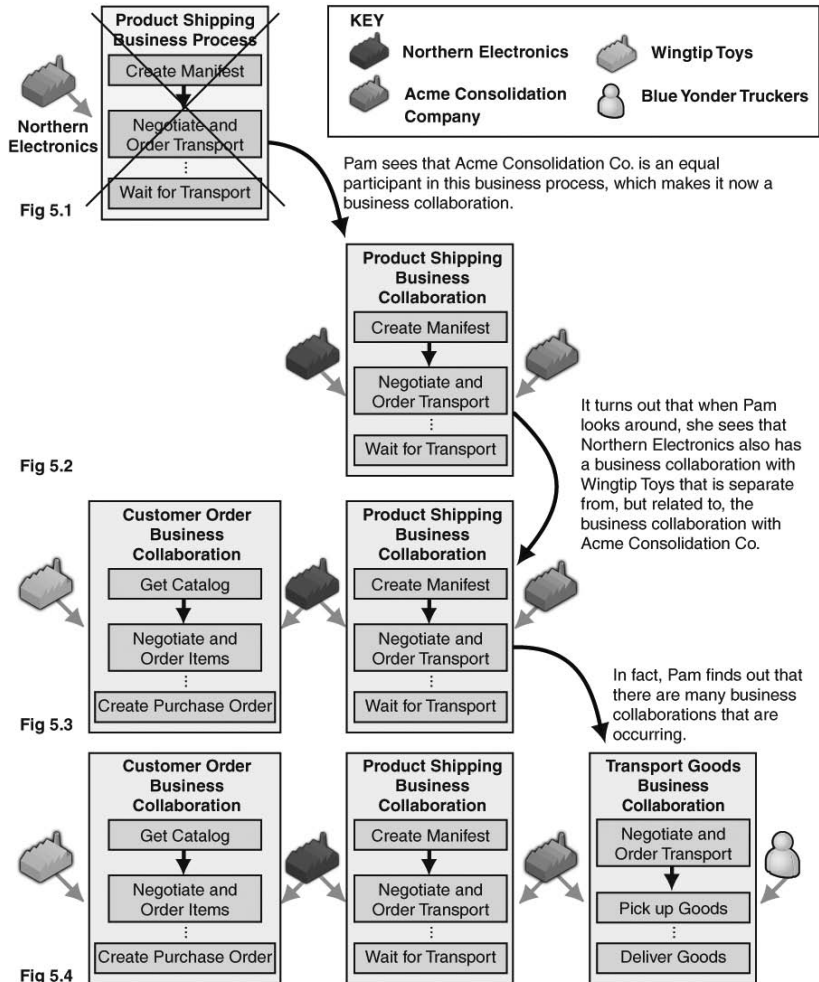 Product Shipping
Business Process
Create Manifest
Negotiate and
Order Transport
Wait for Transport
Northern
Electronics
Fig 5.1
KEY
Northern Electronics
Wingtip Toys
Acme Consolidation
Company
Blue Yonder Truckers
Pam sees that Acme Consolidation Co. is an equal
participant in this business process, which makes it now a
business collaboration.
Product Shipping
Business
Collaboration
Create Manifest
Negotiate and
Order Transport
Wait for Transport
Fig 5.2
It turns out that when Pam
looks around, she sees that
Northern Electronics also has
a business collaboration with
Wingtip Toys that is separate
from, but related to, the
business collaboration with
Acme Consolidation Co.
Customer Order
Business
Collaboration
Get Catalog
Negotiate and
Order Items
Create Purchase Order
Product Shipping
Business
Collaboration
Create Manifest
Negotiate and
Order Transport
Wait for Transport
Fig 5.3
In fact, Pam finds out that
there are many business
collaborations that are
occurring.
Customer Order
Business
Collaboration
Get Catalog
Negotiate and
Order Items
Create Purchase Order
Product Shipping
Business
Collaboration
Create Manifest
Negotiate and
Order Transport
Wait for Transport
Transport Goods
Business
Collaboration
Negotiate and
Order Transport
Pick up Goods
Deliver Goods
Fig 5.4